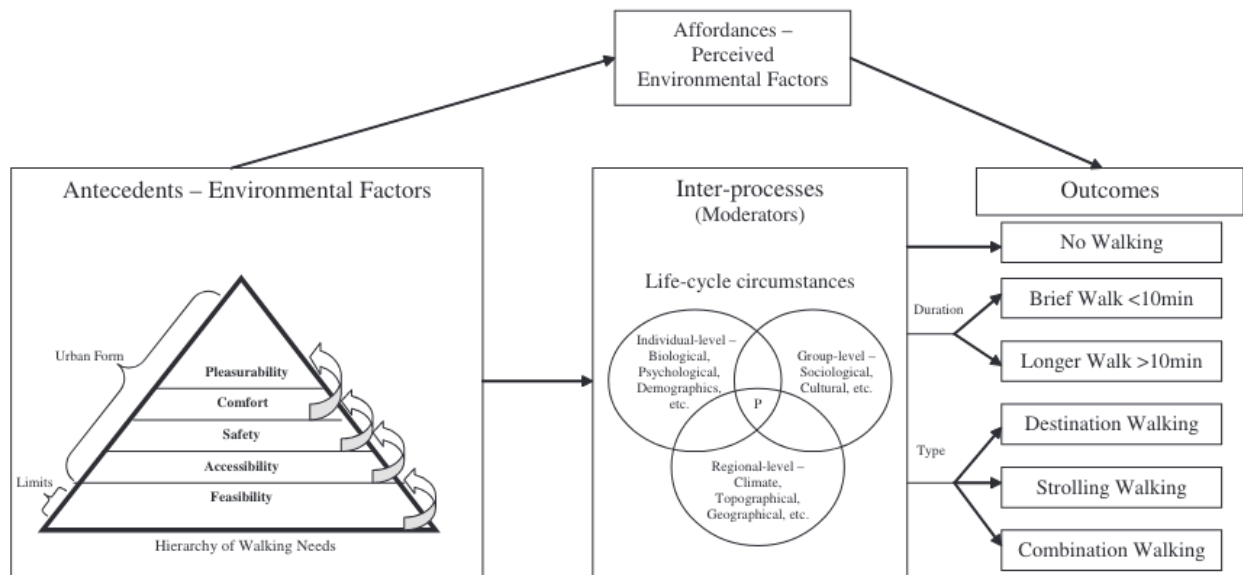 Affordances –
Perceived
Environmental Factors
Antecedents – Environmental Factors
Urban Form
Limits
Pleasurability
Comfort
Safety
Accessibility
Feasibility
Hierarchy of Walking Needs
Inter-processes
(Moderators)
Life-cycle circumstances
Individual-level –
Biological,
Psychological,
Demographics,
etc.
Group-level –
Sociological,
Cultural, etc.
P
Regional-level –
Climate,
Topographical,
Geographical, etc.
Outcomes
No Walking
Duration
Brief Walk <10min
Longer Walk >10min
Type
Destination Walking
Strolling Walking
Combination Walking